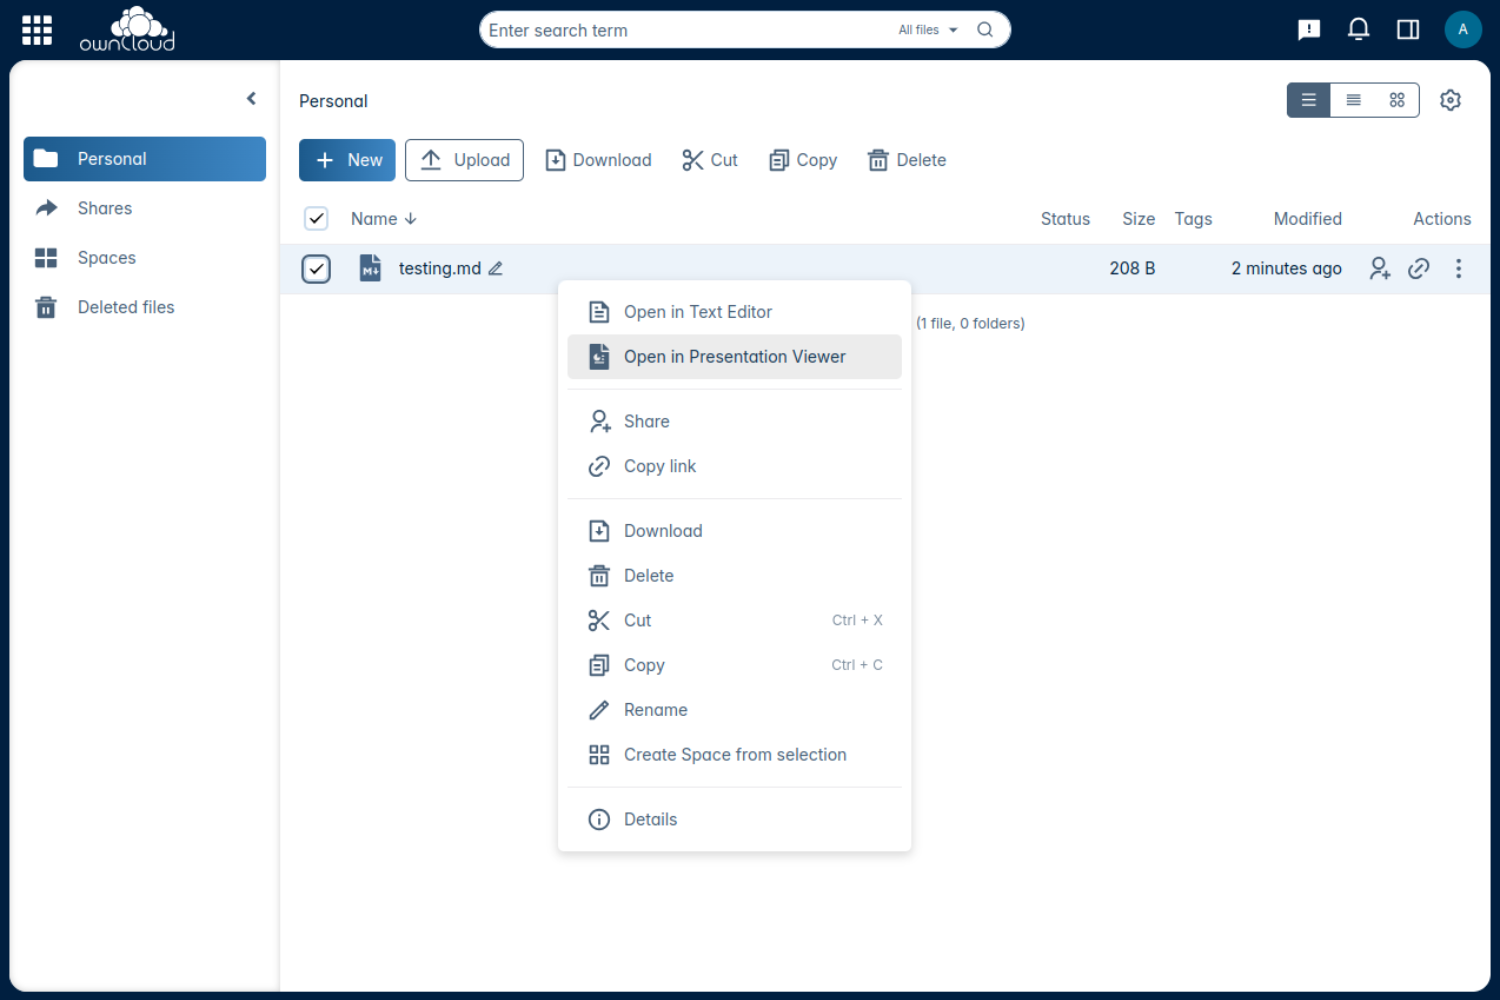 ownCloud
Enter search term
All files
A
Personal
Shares
Spaces
Deleted files
Personal
New
Upload
Download
Cut
Copy
Delete
Name
Status
Size
Tags
Modified
Actions
M
testing.md
208 B
2 minutes ago
(1 file, 0 folders)
Open in Text Editor
Open in Presentation Viewer
Share
Copy link
Download
Delete
Cut Ctrl + X
Copy Ctrl + C
Rename
Create Space from selection
Details